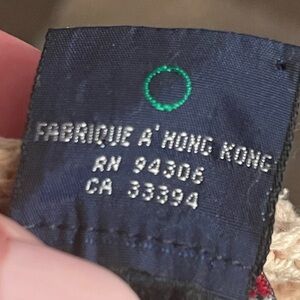 FABRIQUE A' HONG KONG
RN 94306
CA 33394